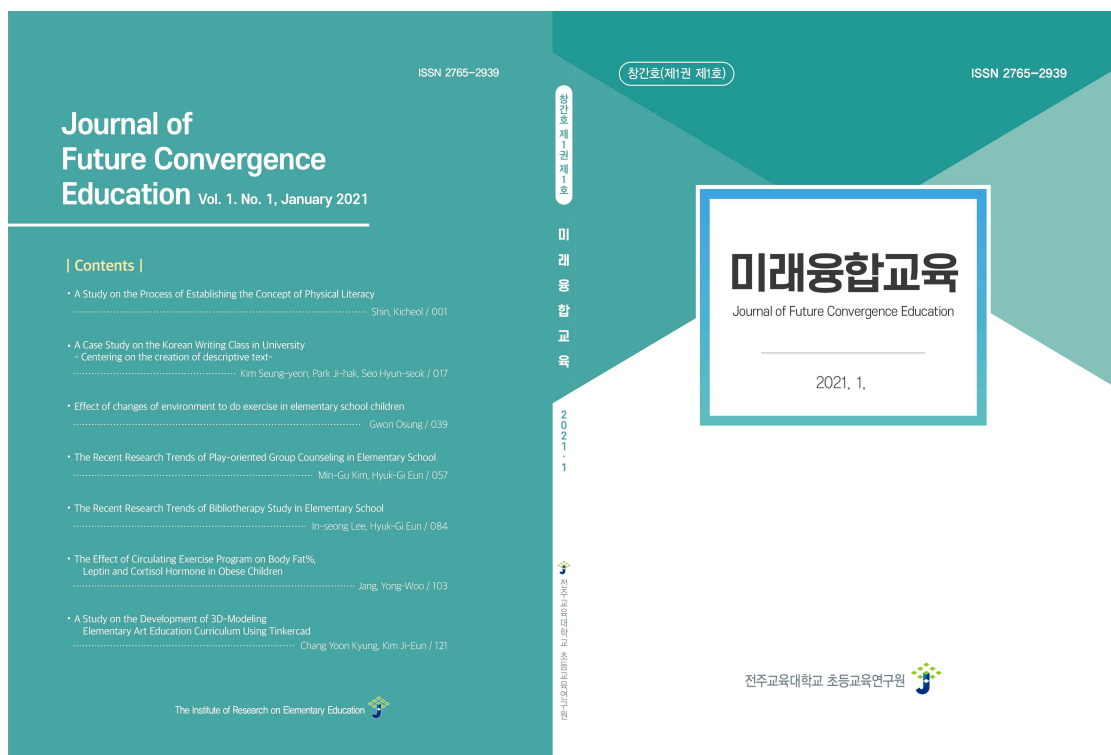 ISSN 2765-2939
Journal of
Future Convergence
Education Vol. 1. No. 1, January 2021
| Contents |
• A Study on the Process of Establishing the Concept of Physical Literacy
Shin, Kicheol / 001
• A Case Study on the Korean Writing Class in University
- Centering on the creation of descriptive text-
Kim Seung-yeon, Park Ji-hak, Seo Hyun-seok / 017
• Effect of changes of environment to do exercise in elementary school children
Gwon Osung / 039
• The Recent Research Trends of Play-oriented Group Counseling in Elementary School
Min-Gu Kim, Hyuk-Gi Eun / 057
• The Recent Research Trends of Bibliotherapy Study in Elementary School
In-seong Lee, Hyuk-Gi Eun / 084
• The Effect of Circulating Exercise Program on Body Fat%,
Leptin and Cortisol Hormone in Obese Children
Jang, Yong-Woo / 103
• A Study on the Development of 3D-Modeling
Elementary Art Education Curriculum Using Tinkercad
Chang Yoon Kyung, Kim Ji-Eun / 121
The Institute of Research on Elementary Education
창간호 제1권 제1호
미래융합교육
2021·1
전주교육대학교 초등교육연구원
창간호(제1권 제1호)
ISSN 2765-2939
미래융합교육
Journal of Future Convergence Education
2021. 1.
전주교육대학교 초등교육연구원